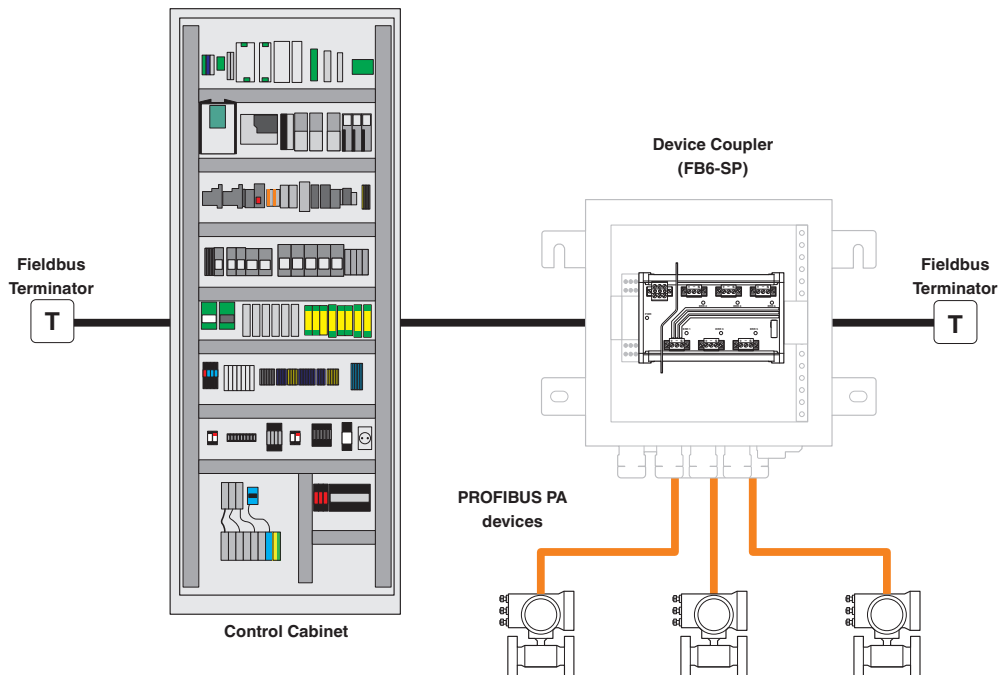 Device Coupler
(FB6-SP)
Fieldbus
Terminator
T
Fieldbus
Terminator
T
PROFIBUS PA
devices
Control Cabinet